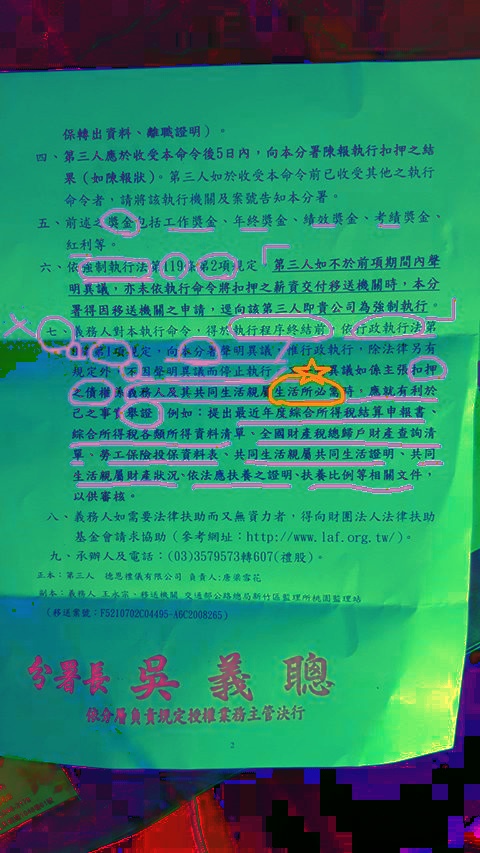 保轉出資料、離職證明)。
四、第三人應於收受本命令後5日內，向本分署陳報執行扣押之結
果(如陳報狀)。第三人如於收受本命令前已收受其他之執行
命令者，請將該執行機關及案號告知本分署。
五、前述之獎金包括工作獎金、年終獎金、績效獎金、考績獎金、
紅利等。
六、依強制執行法第119條第2項規定，「第三人如不於前項期間內聲
明異議，亦未依執行命令將扣押之薪資交付移送機關時，本分
署得因移送機關之申請，逕向該第三人即貴公司為強制執行。」
七、義務人對本執行命令，得於執行程序終結前，依行政執行法第
項規定，向本分署聲明異議，惟行政執行，除法律另有
規定外，不因聲明異議而停止執行。異議如係主張扣押
之債權係義務人及其共同生活親屬生活所必需時，應就有利於
己之事實舉證，例如：提出最近年度綜合所得稅結算申報書、
綜合所得稅各類所得資料清單、全國財產稅總歸戶財產查詢清
單、勞工保險投保資料表、共同生活親屬共同生活證明、共同
生活親屬財產狀況、依法應扶養之證明、扶養比例等相關文件，
以供審核。
八、義務人如需要法律扶助而又無資力者，得向財團法人法律扶助
基金會請求協助(參考網址：http://www.laf.org.tw/)。
九、承辦人及電話：(03)3579573轉607(禮股)。
正本：第三人 德恩禮儀有限公司 負責人：唐梁雪花
副本：義務人 王永宗、移送機關 交通部公路總局新竹區監理所桃園監理站
(移送案號：F5210702C04495-A6C2008265)
分署長 吳義聰
依分層負責規定授權業務主管決行
2